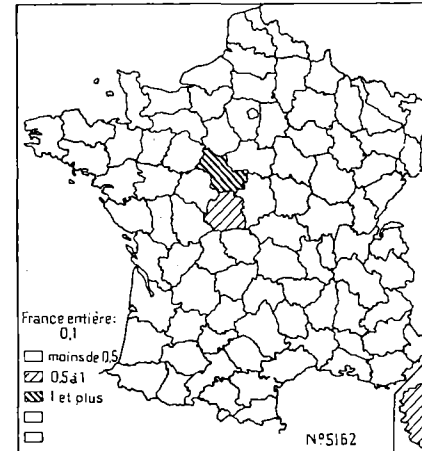 France entière:
0,1
moins de 0,5
0,5 à 1
1 et plus
N°5162